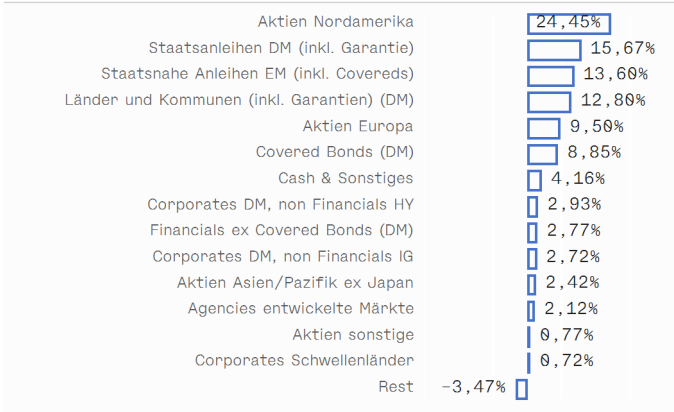 Aktien Nordamerika 24,45%
Staatsanleihen DM (inkl. Garantie) 15,67%
Staatsnahe Anleihen EM (inkl. Covereds) 13,60%
Länder und Kommunen (inkl. Garantien) (DM) 12,80%
Aktien Europa 9,50%
Covered Bonds (DM) 8,85%
Cash & Sonstiges 4,16%
Corporates DM, non Financials HY 2,93%
Financials ex Covered Bonds (DM) 2,77%
Corporates DM, non Financials IG 2,72%
Aktien Asien/Pazifik ex Japan 2,42%
Agencies entwickelte Märkte 2,12%
Aktien sonstige 0,77%
Corporates Schwellenländer 0,72%
Rest -3,47%